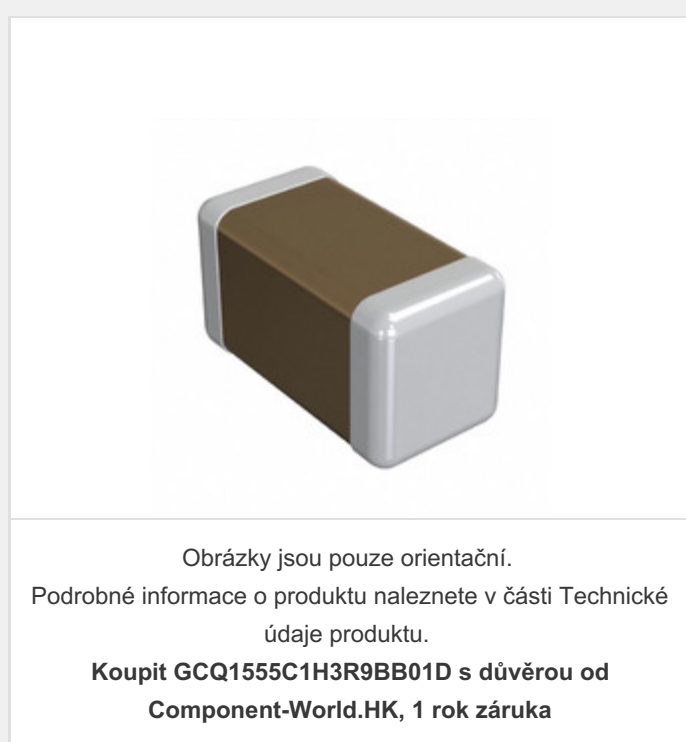 Obrázky jsou pouze orientační.
Podrobné informace o produktu naleznete v části Technické
údaje produktu.
Koupit GCQ1555C1H3R9BB01D s důvěrou od
Component-World.HK, 1 rok záruka